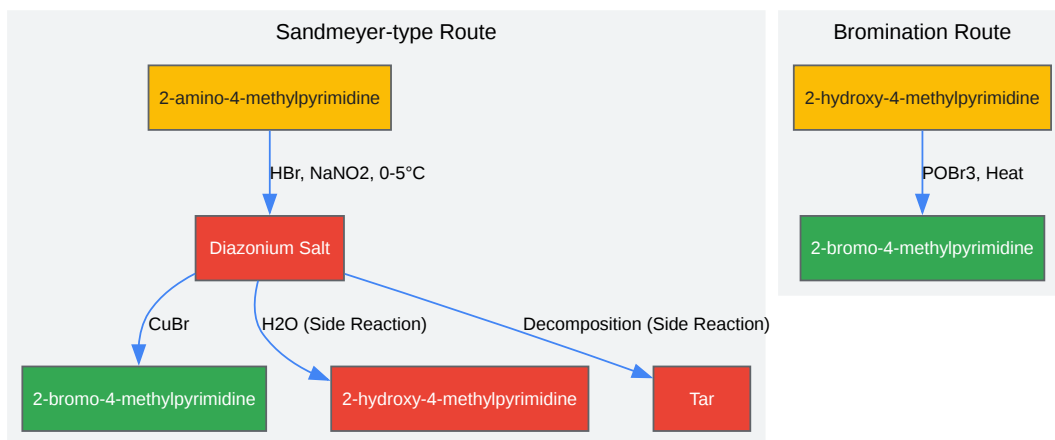 Sandmeyer-type Route
2-amino-4-methylpyrimidine
HBr, NaNO2, 0-5°C
Diazonium Salt
CuBr
H2O (Side Reaction)
Decomposition (Side Reaction)
2-bromo-4-methylpyrimidine
2-hydroxy-4-methylpyrimidine
Tar
Bromination Route
2-hydroxy-4-methylpyrimidine
POBr3, Heat
2-bromo-4-methylpyrimidine